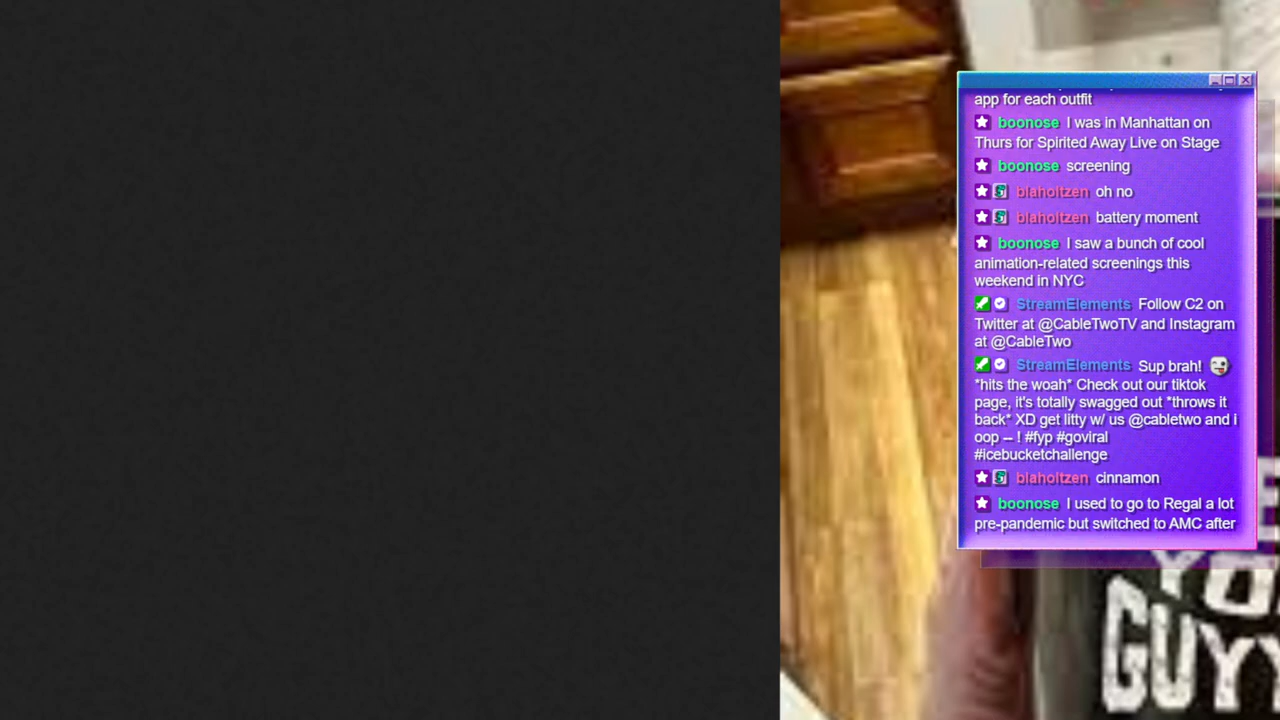 app for each outfit
boonose I was in Manhattan on
Thurs for Spirited Away Live on Stage
boonose screening
blaholtzen oh no
blaholtzen battery moment
boonose I saw a bunch of cool
animation-related screenings this
weekend in NYC
StreamElements Follow C2 on
Twitter at @CableTwoTV and Instagram
at @CableTwo
StreamElements Sup brah!
*hits the woah* Check out our tiktok
page, it's totally swagged out *throws it
back* XD get litty w/ us @cabletwo and i
oop -- ! #fyp #goviral
#icebucketchallenge
blaholtzen cinnamon
boonose I used to go to Regal a lot
pre-pandemic but switched to AMC after
GUYY